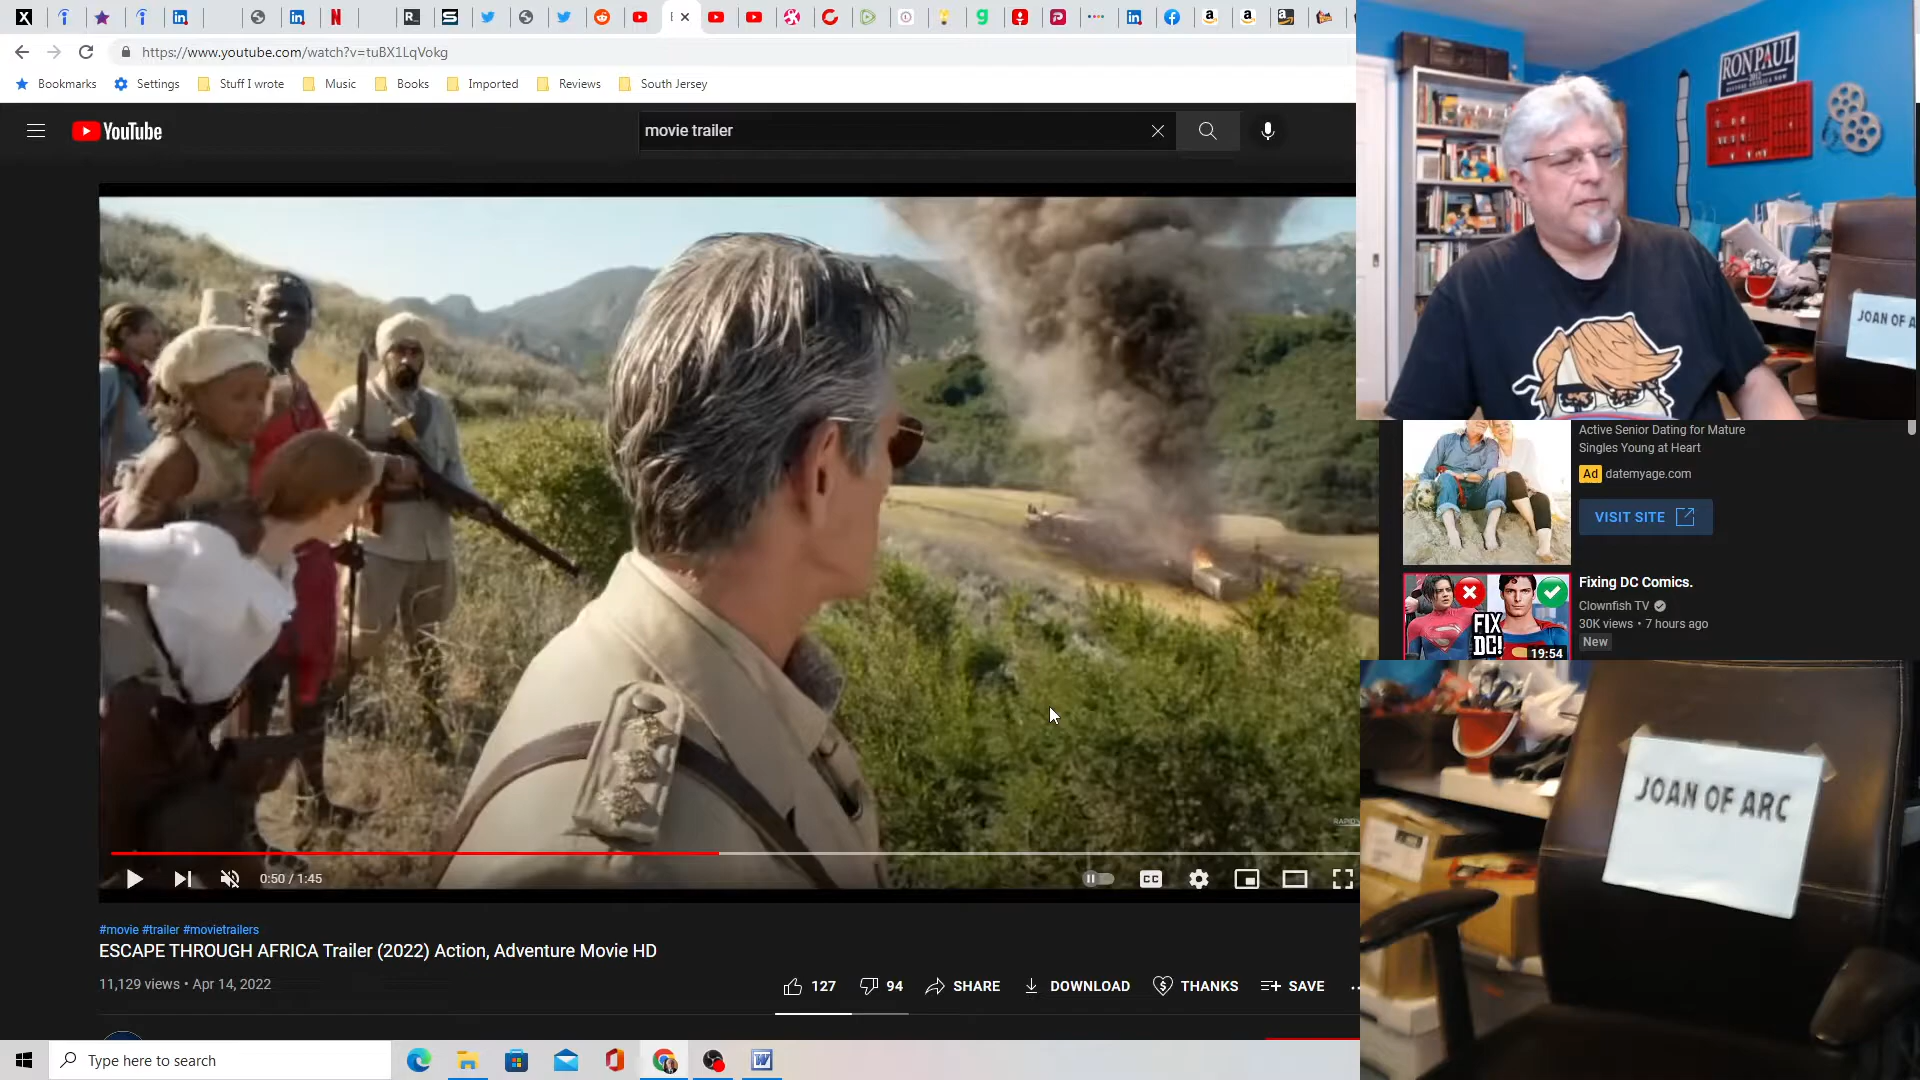 https://www.youtube.com/watch?v=tuBX1LqVokg
Bookmarks
Settings
Stuff I wrote
Music
Books
Imported
Reviews
South Jersey
YouTube
movie trailer
RON PAUL
2012
JOAN OF A
Active Senior Dating for Mature
Singles Young at Heart
Ad datemyage.com
VISIT SITE
FIX
DC!
19:54
Fixing DC Comics.
Clownfish TV
30K views • 7 hours ago
New
JOAN OF ARC
0:50 / 1:45
CC
#movie #trailer #movietrailers
ESCAPE THROUGH AFRICA Trailer (2022) Action, Adventure Movie HD
11,129 views • Apr 14, 2022
127
94
SHARE
DOWNLOAD
THANKS
SAVE
Type here to search